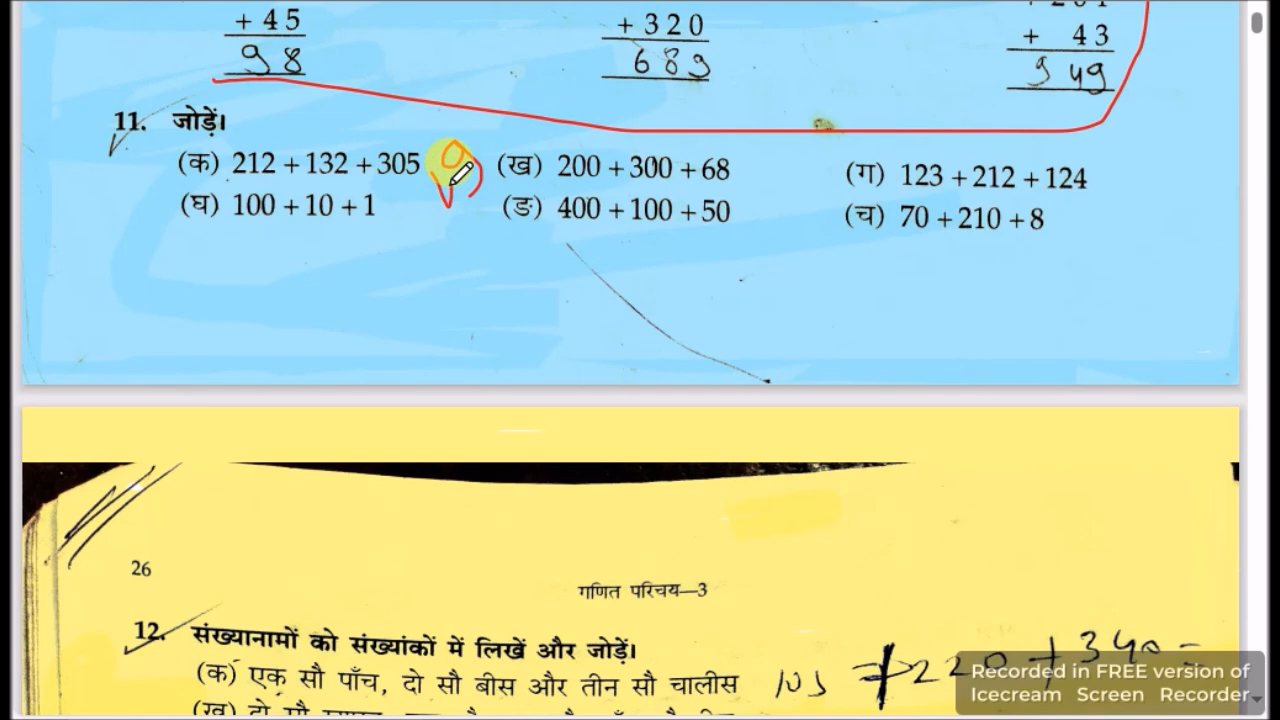 + 45
98
+ 320
689
+ 43
949
11. जोड़ें।
(क) 212 + 132 + 305 (ख) 200 + 300 + 68 (ग) 123 + 212 + 124
(घ) 100 + 10 + 1 (ङ) 400 + 100 + 50 (च) 70 + 210 + 8
26
गणित परिचय—3
12. संख्यानामों को संख्यांकों में लिखें और जोड़ें।
(क) एक सौ पाँच, दो सौ बीस और तीन सौ चालीस 105 + 220 + 340 =
Recorded in FREE version of
Icecream Screen Recorder